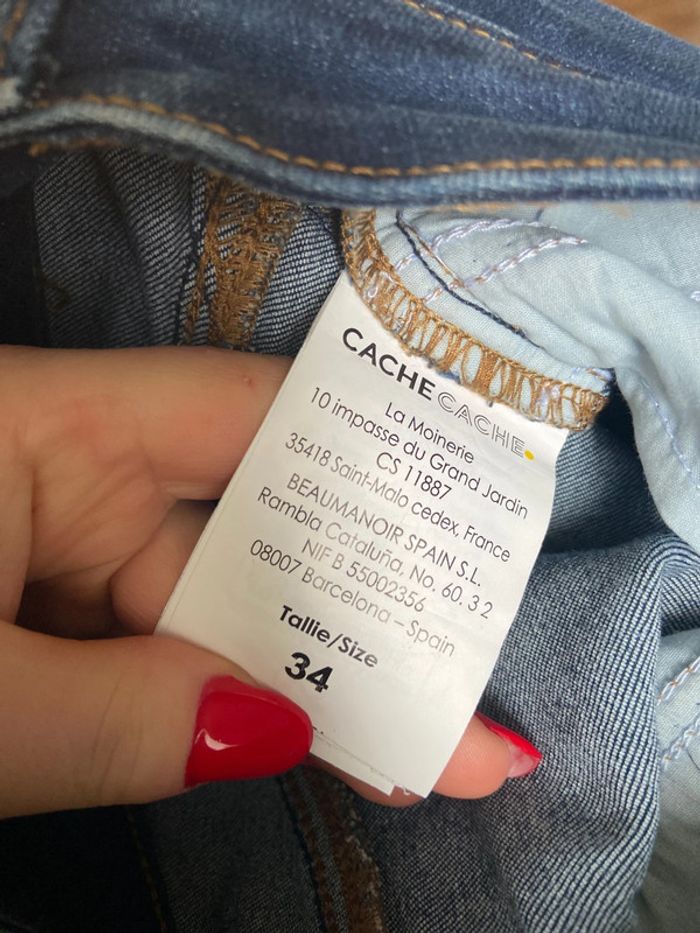 CACHE CACHE
La Moinerie
10 impasse du Grand Jardin
CS 11887
35418 Saint-Malo cedex, France
BEAUMANOIR SPAIN S.L.
Rambla Cataluña, No. 60. 3 2
NIF B 55002356
08007 Barcelona – Spain
Tallie/Size
34